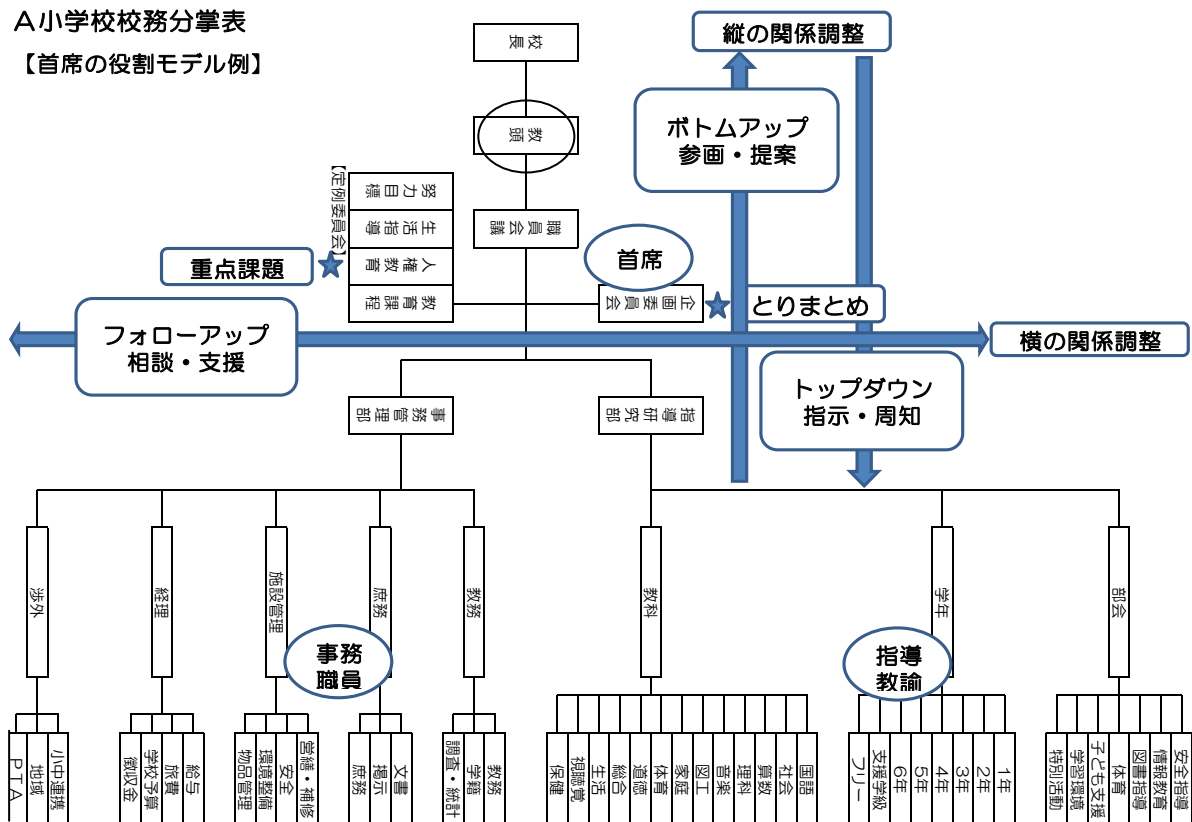 A小学校校務分掌表
【首席の役割モデル例】
校長
教頭
職員会議
【定例委員会】
努力目標
生活指導
人権教育
教育課程
首席
企画委員会
重点課題
フォローアップ
相談・支援
縦の関係調整
ボトムアップ
参画・提案
とりまとめ
横の関係調整
トップダウン
指示・周知
事務管理部
指導研究部
渉外
経理
施設管理
庶務
教務
教科
学年
部会
事務
職員
指導
教諭
PTA
地域
小中連携
徴収金
学校予算
旅費
給与
物品管理
環境整備
安全
営繕・補修
庶務
掲示
文書
調査・統計
学籍
教務
保健
視聴覚
生活
総合
道徳
体育
家庭
図工
音楽
理科
算数
社会
国語
フリー
支援学級
6年
5年
4年
3年
2年
1年
特別活動
学習環境
子ども支援
体育
図書指導
情報教育
安全指導